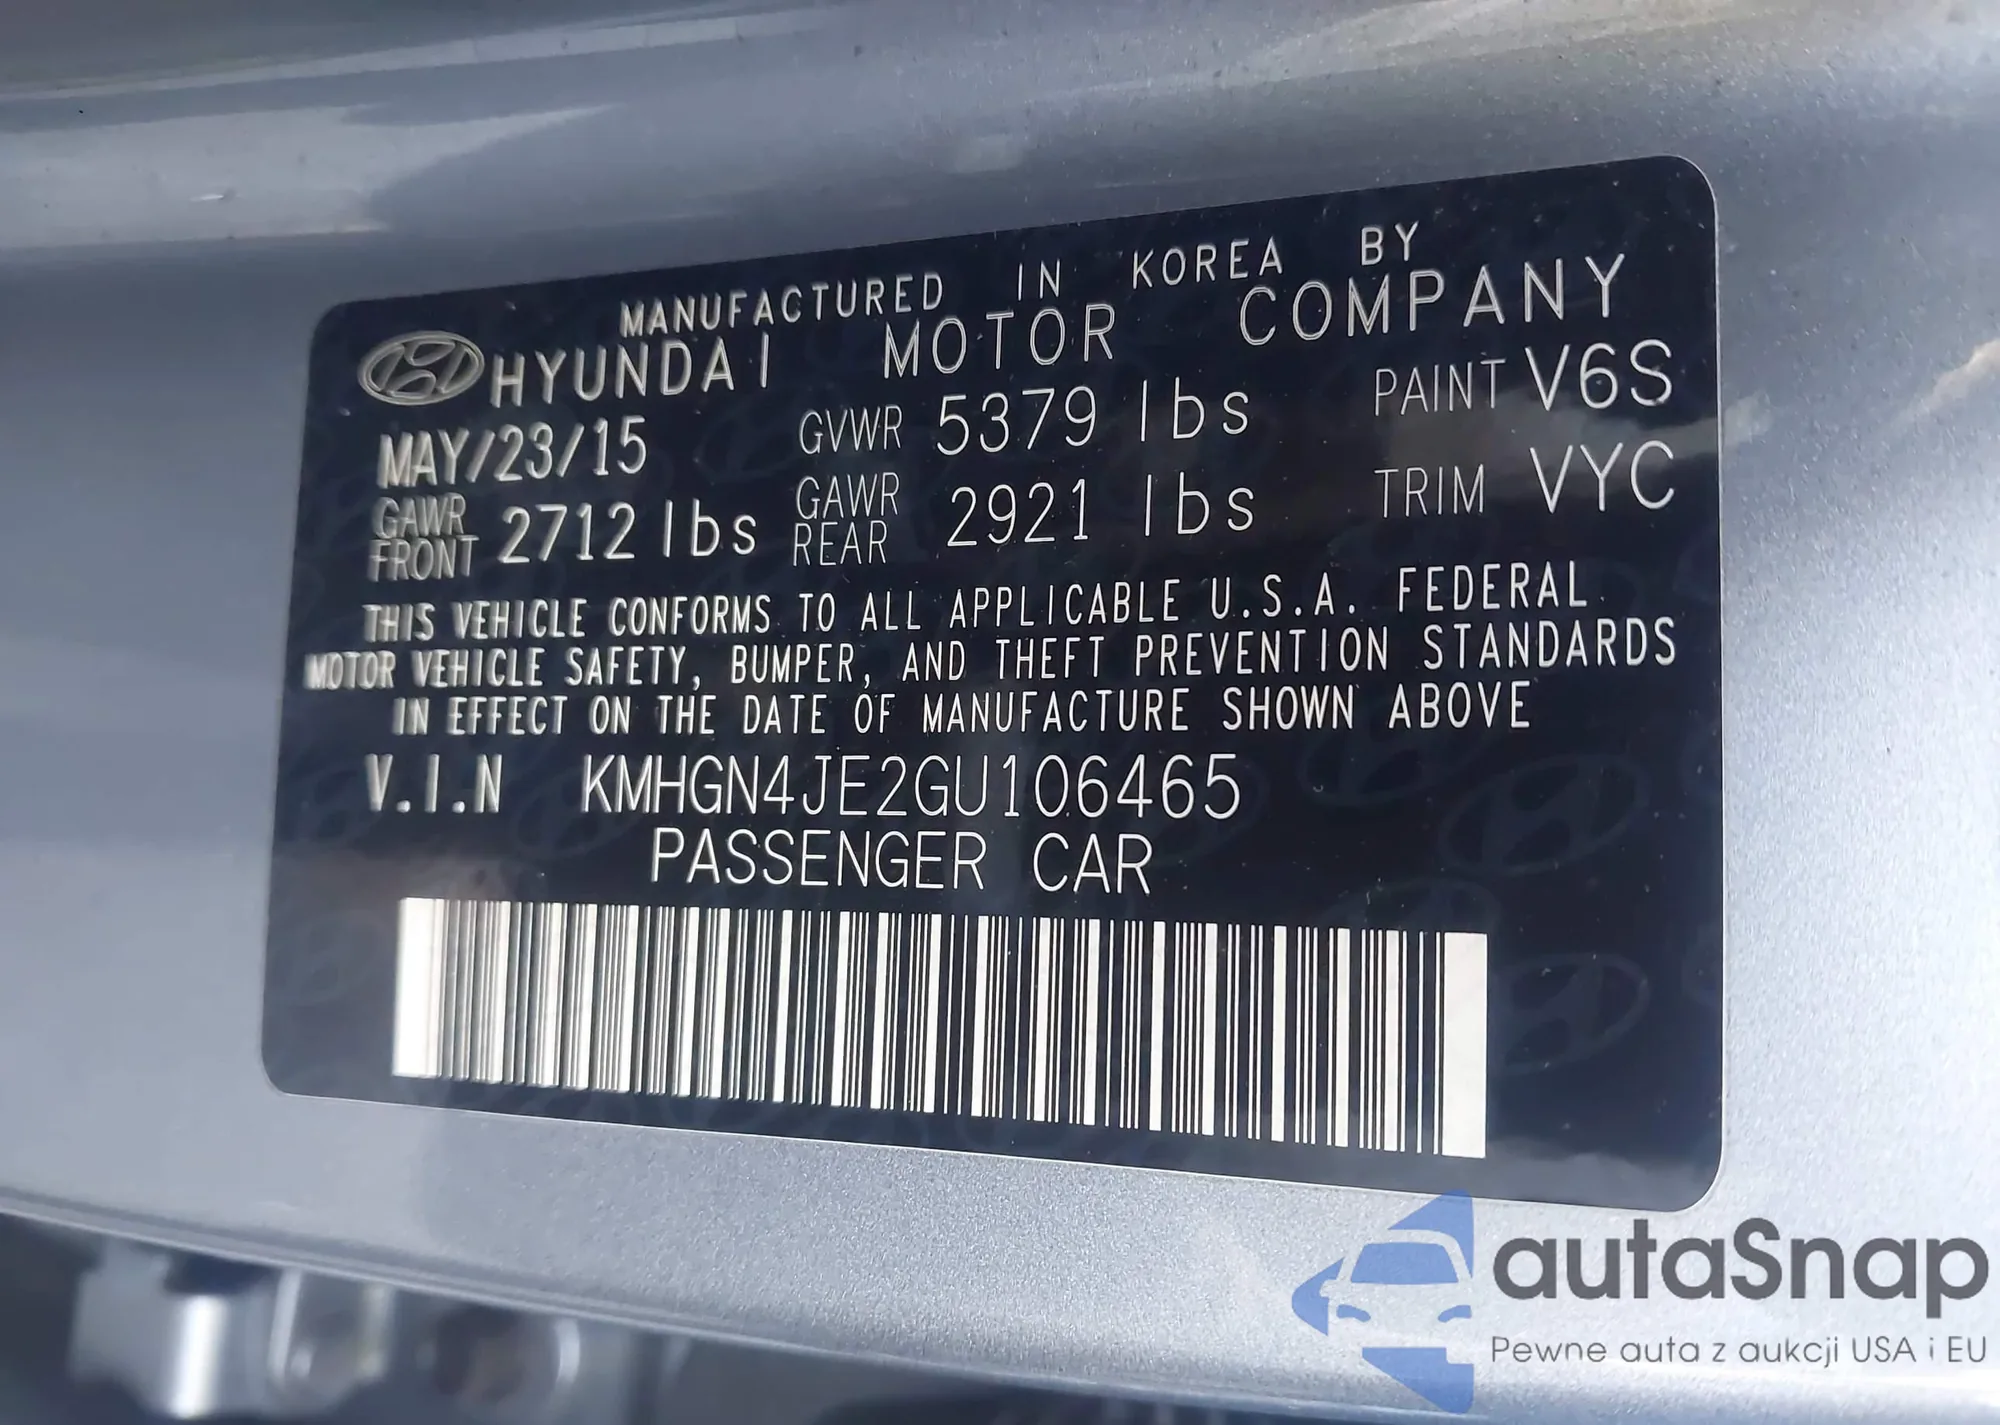 MANUFACTURED IN KOREA BY
HYUNDAI MOTOR COMPANY
MAY/23/15 GVWR 5379 lbs PAINT V6S
GAWR FRONT 2712 lbs GAWR REAR 2921 lbs TRIM VYC
THIS VEHICLE CONFORMS TO ALL APPLICABLE U.S.A. FEDERAL
MOTOR VEHICLE SAFETY, BUMPER, AND THEFT PREVENTION STANDARDS
IN EFFECT ON THE DATE OF MANUFACTURE SHOWN ABOVE
V.I.N KMHGN4JE2GU106465
PASSENGER CAR
autaSnap
Pewne auta z aukcji USA i EU